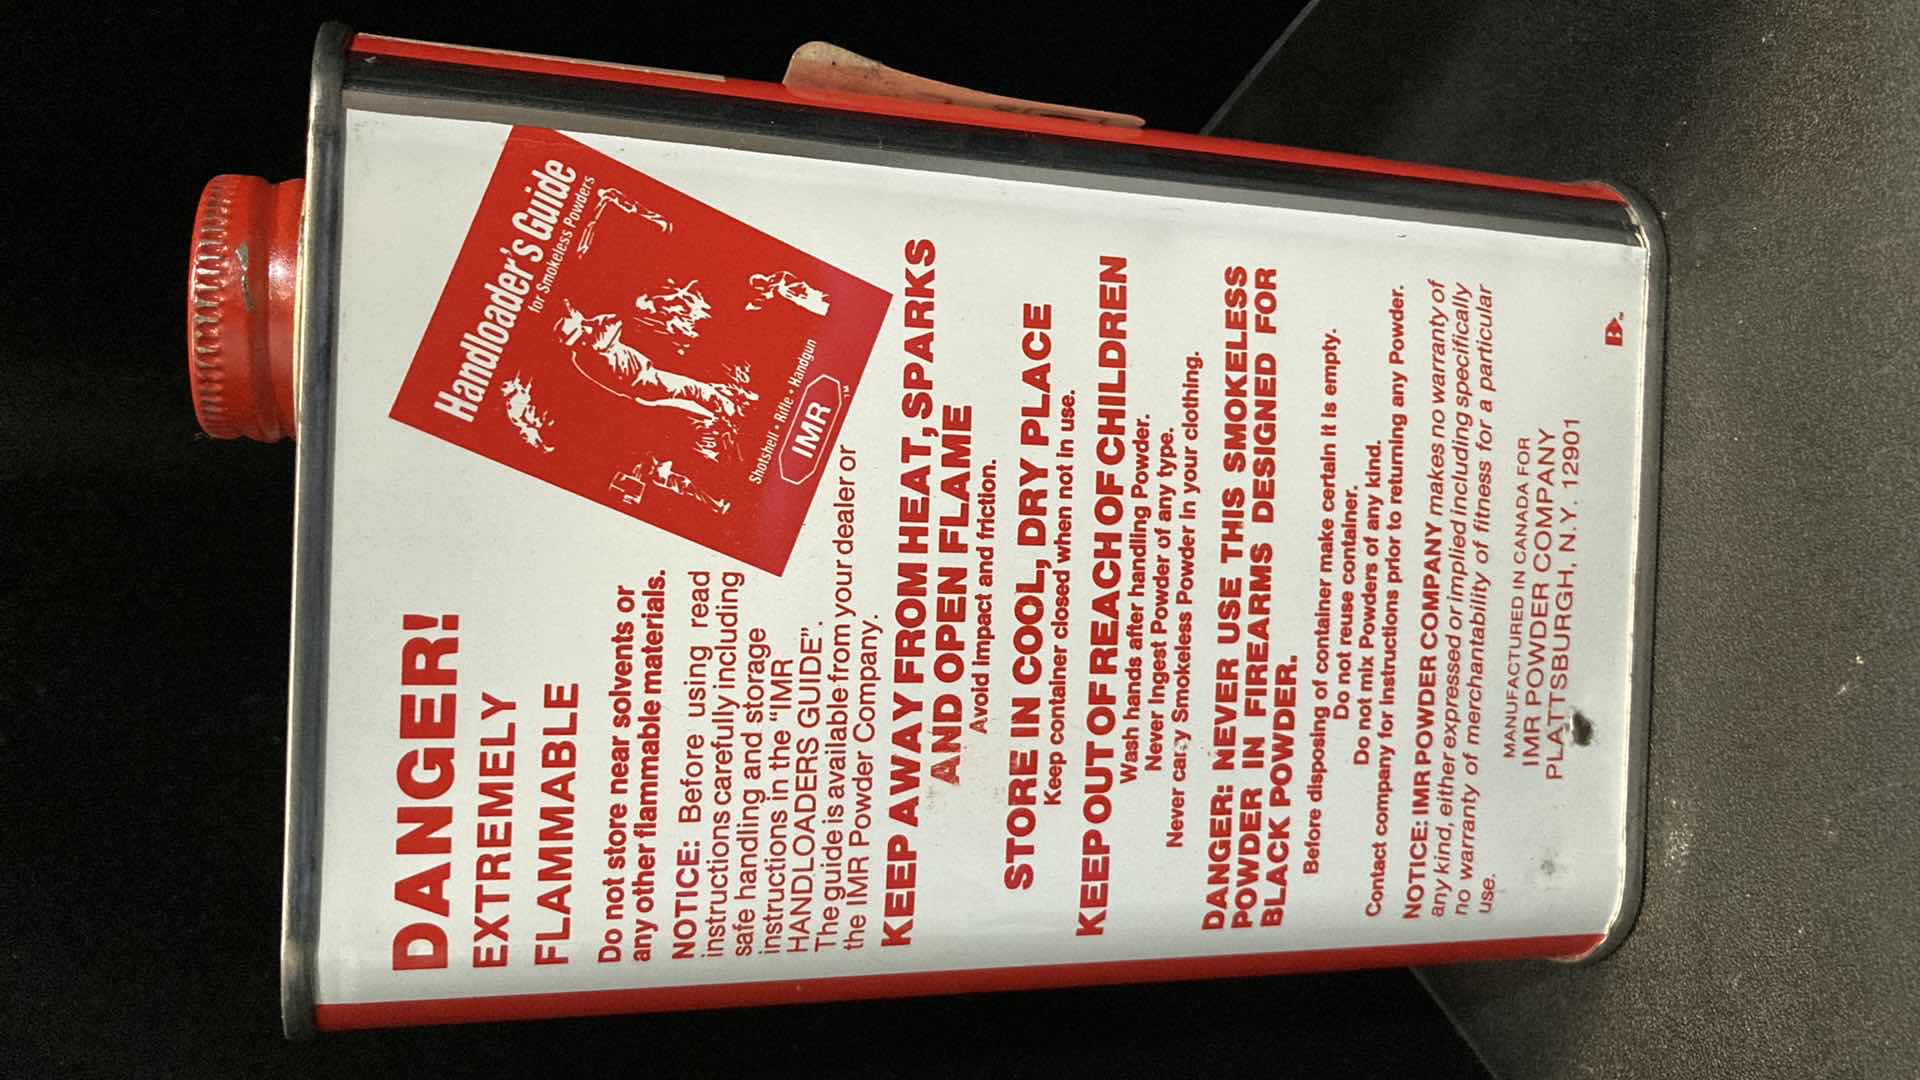 DANGER!
EXTREMELY
FLAMMABLE
Handloader's Guide
for Smokeless Powders
Shotshell • Rifle • Handgun
IMR
TM
Do not store near solvents or
any other flammable materials.
NOTICE: Before using read
instructions carefully including
safe handling and storage
instructions in the "IMR
HANDLOADERS GUIDE".
The guide is available from your dealer or
the IMR Powder Company.
KEEP AWAY FROM HEAT, SPARKS
AND OPEN FLAME
Avoid impact and friction.
STORE IN COOL, DRY PLACE
Keep container closed when not in use.
KEEP OUT OF REACH OF CHILDREN
Wash hands after handling Powder.
Never Ingest Powder of any type.
Never carry Smokeless Powder in your clothing.
DANGER: NEVER USE THIS SMOKELESS
POWDER IN FIREARMS DESIGNED FOR
BLACK POWDER.
Before disposing of container make certain it is empty.
Do not reuse container.
Do not mix Powders of any kind.
Contact company for instructions prior to returning any Powder.
NOTICE: IMR POWDER COMPANY makes no warranty of
any kind, either expressed or implied including specifically
no warranty of merchantability of fitness for a particular
use.
MANUFACTURED IN CANADA FOR
IMR POWDER COMPANY
PLATTSBURGH, N.Y. 12901